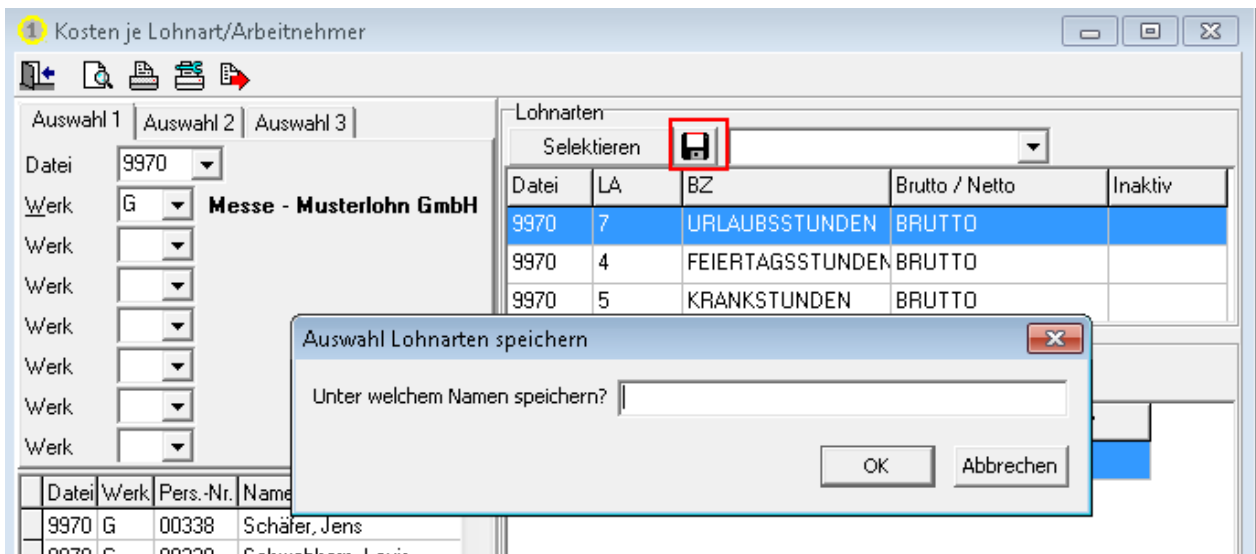 1 Kosten je Lohnart/Arbeitnehmer
Auswahl 1 Auswahl 2 Auswahl 3
Datei 9970
Werk G Messe - Musterlohn GmbH
Werk
Werk
Werk
Werk
Werk
Werk
Lohnarten
Selektieren
Datei LA BZ Brutto / Netto Inaktiv
9970 7 URLAUBSSTUNDEN BRUTTO
9970 4 FEIERTAGSSTUNDEN BRUTTO
9970 5 KRANKSTUNDEN BRUTTO
Auswahl Lohnarten speichern
Unter welchem Namen speichern?
OK Abbrechen
Datei Werk Pers.-Nr. Name
9970 G 00338 Schäfer, Jens